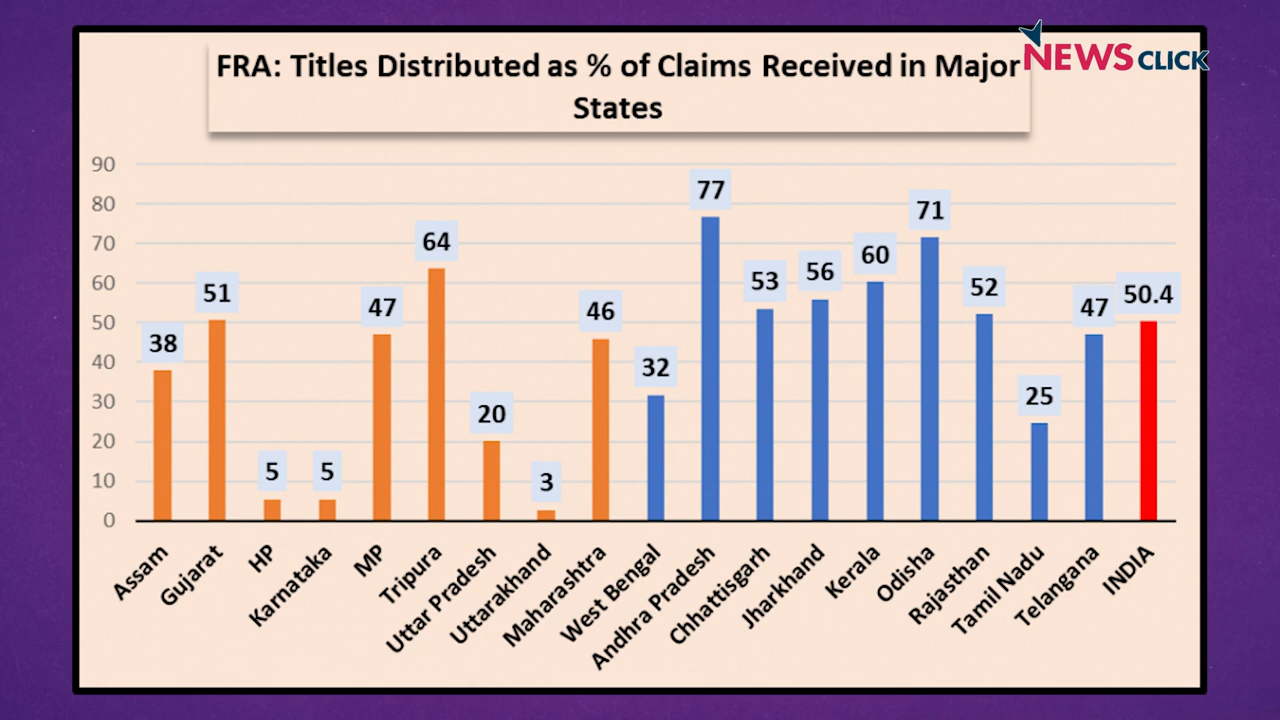 FRA: Titles Distributed as % of Claims Received in Major
States
NEWSCLICK
90
80
70
60
50
40
30
20
10
0
38
51
5
5
47
64
20
3
46
32
77
53
56
60
71
52
25
47
50.4
Assam
Gujarat
HP
Karnataka
MP
Tripura
Uttar Pradesh
Uttarakhand
Maharashtra
West Bengal
Andhra Pradesh
Chhattisgarh
Jharkhand
Kerala
Odisha
Rajasthan
Tamil Nadu
Telangana
INDIA